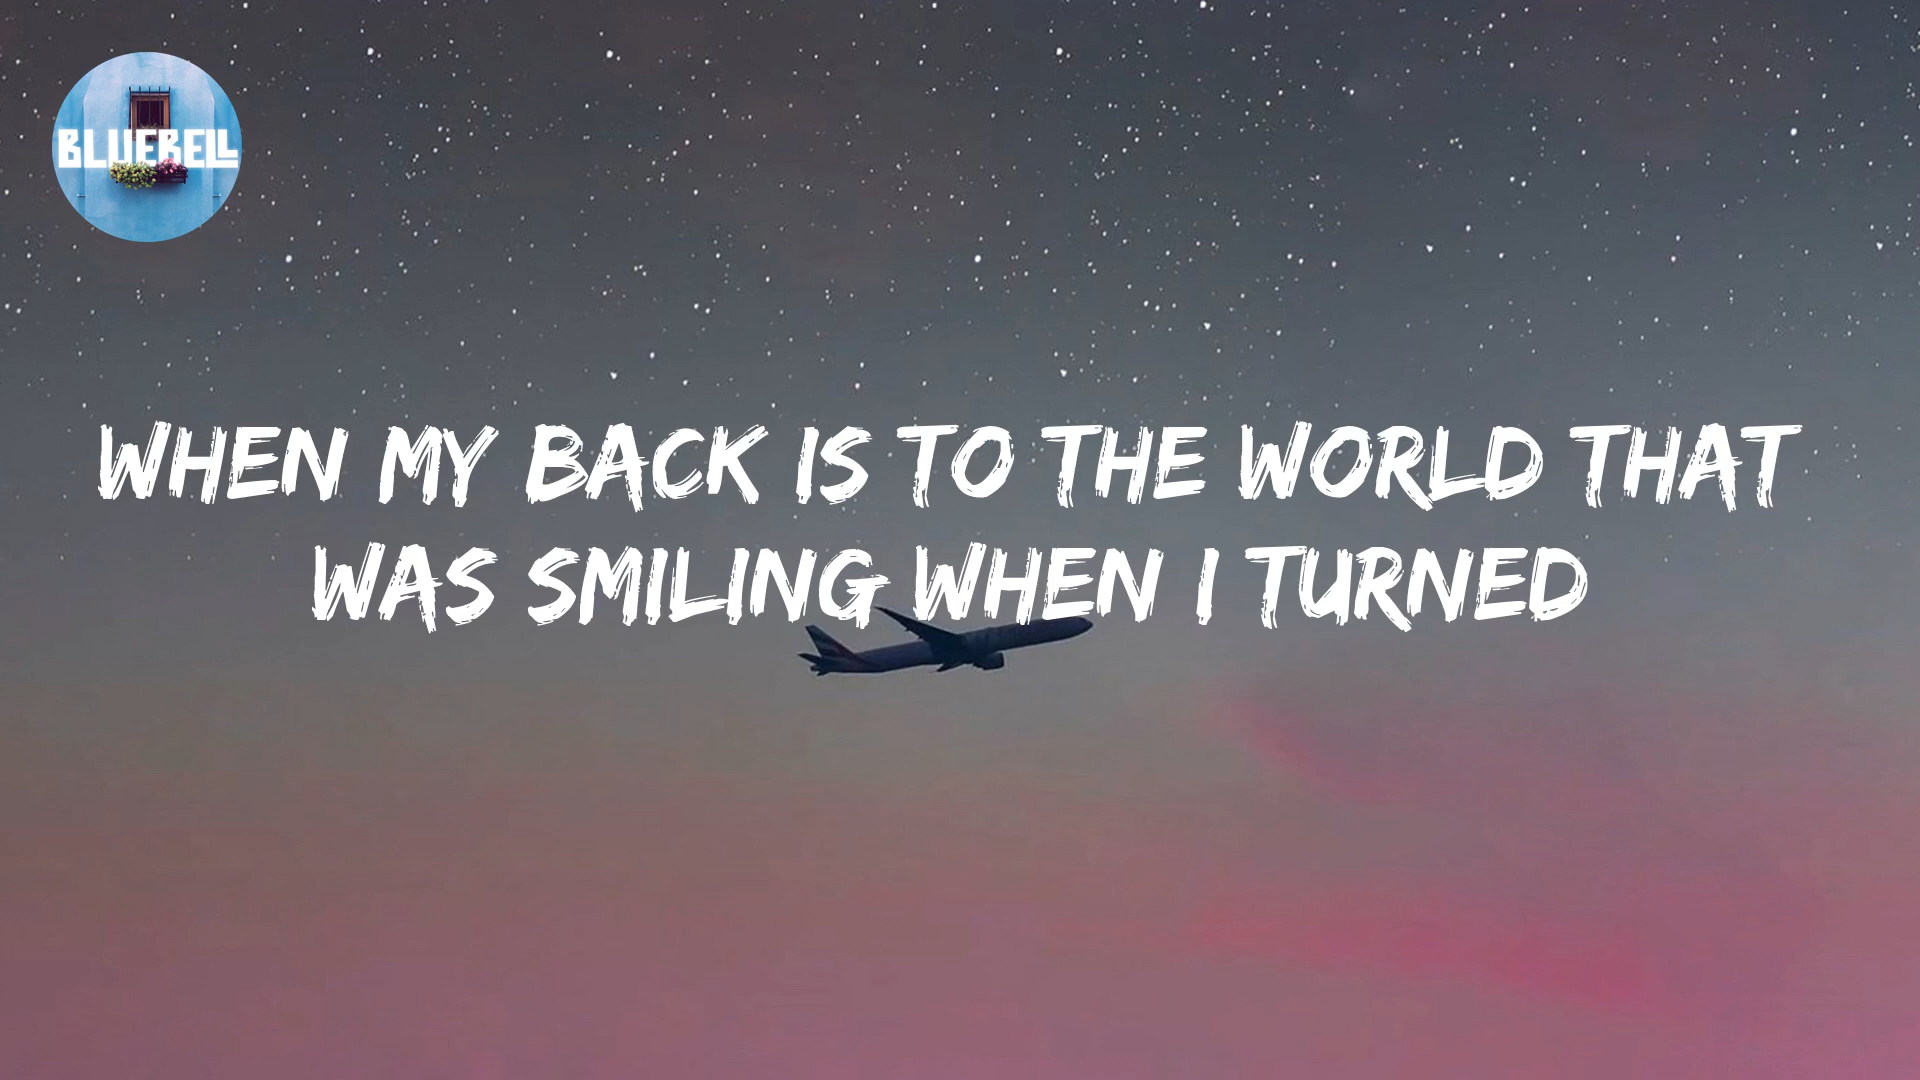 BLUEBELL
WHEN MY BACK IS TO THE WORLD THAT
WAS SMILING WHEN I TURNED